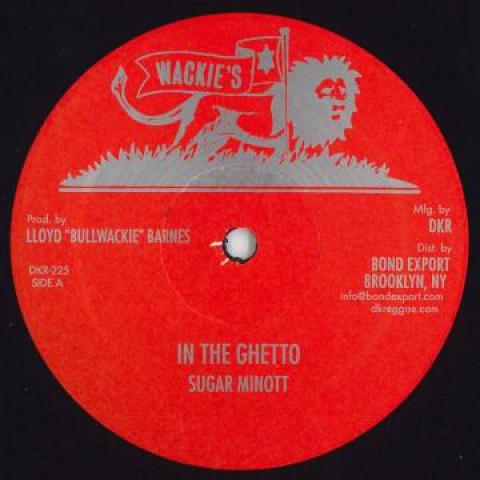 WACKIE'S
Prod. by
LLOYD "BULLWACKIE" BARNES
DKR-225
SIDE A
Mfg. by
DKR
Dist. by
BOND EXPORT
BROOKLYN, NY
info@bondexport.com
dkreggae.com
IN THE GHETTO
SUGAR MINOTT